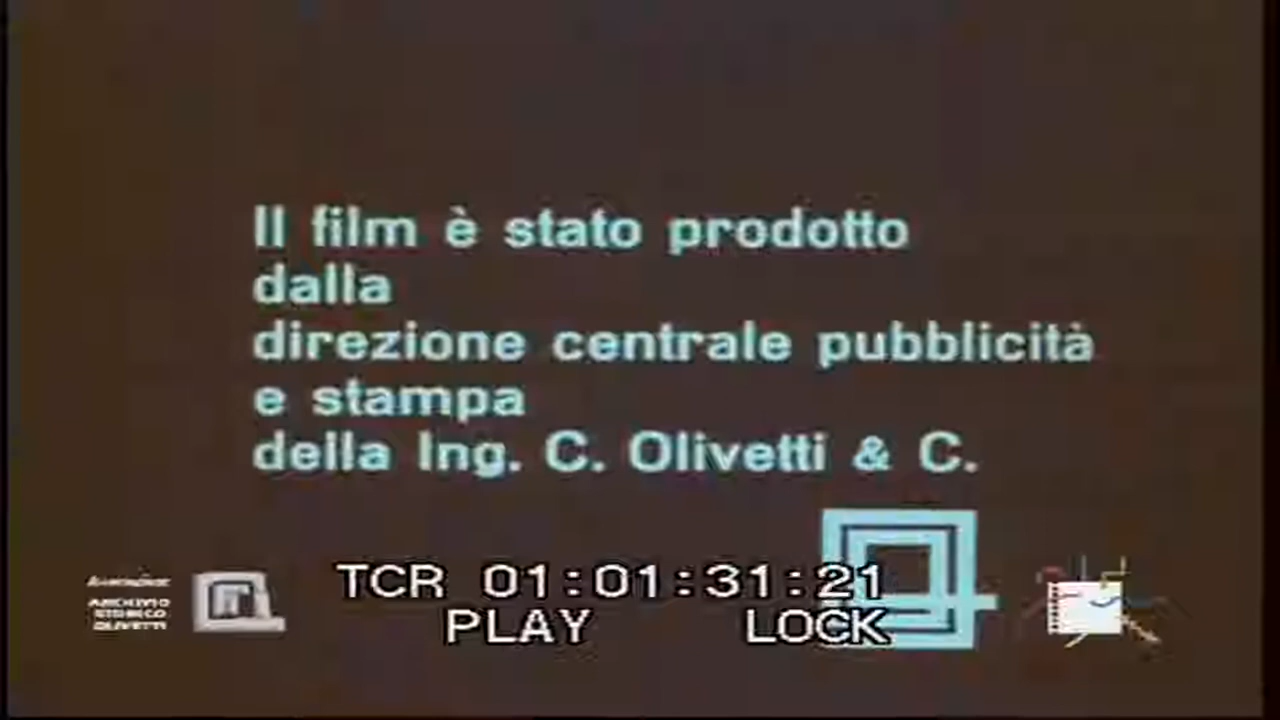 Il film è stato prodotto
dalla
direzione centrale pubblicità
e stampa
della Ing. C. Olivetti & C.
TCR 01:01:31:21
PLAY LOCK
ARCHIVIO
STORICO
OLIVETTI